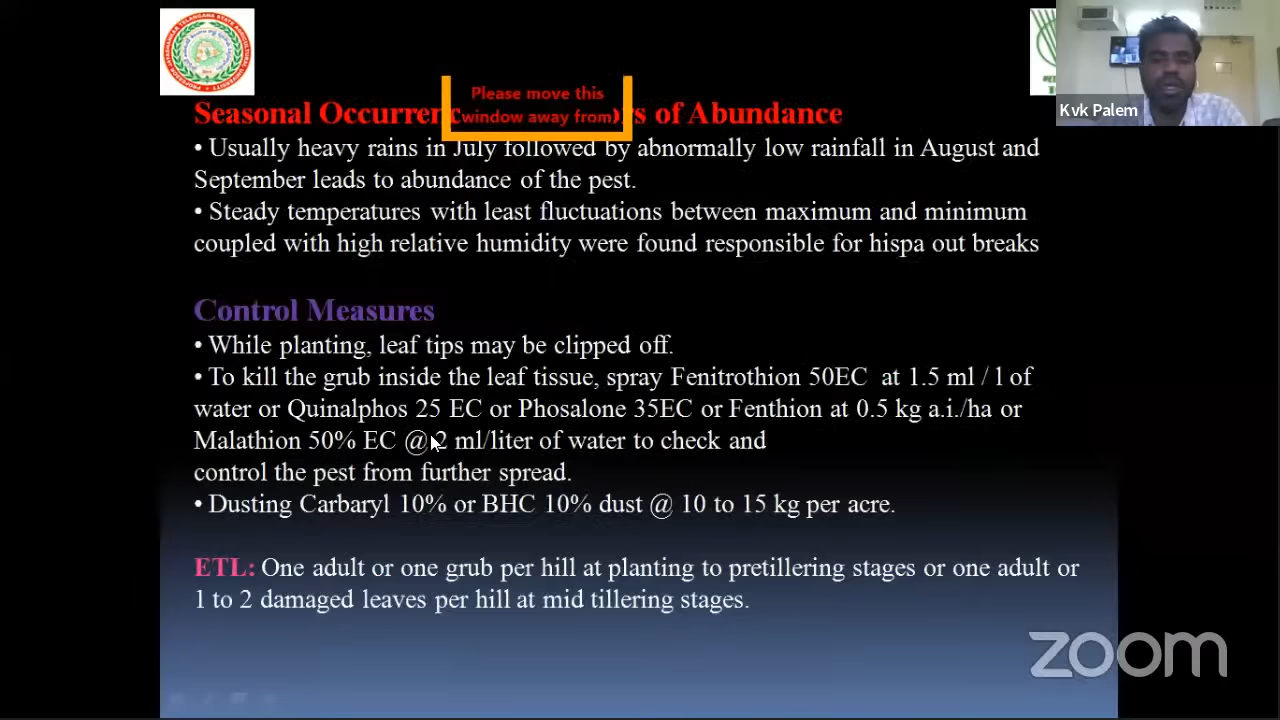 Please move this
window away from
Seasonal Occurren rs of Abundance
Kvk Palem
• Usually heavy rains in July followed by abnormally low rainfall in August and
September leads to abundance of the pest.
• Steady temperatures with least fluctuations between maximum and minimum
coupled with high relative humidity were found responsible for hispa out breaks
Control Measures
• While planting, leaf tips may be clipped off.
• To kill the grub inside the leaf tissue, spray Fenitrothion 50EC at 1.5 ml / l of
water or Quinalphos 25 EC or Phosalone 35EC or Fenthion at 0.5 kg a.i./ha or
Malathion 50% EC @ 2 ml/liter of water to check and
control the pest from further spread.
• Dusting Carbaryl 10% or BHC 10% dust @ 10 to 15 kg per acre.
ETL: One adult or one grub per hill at planting to pretillering stages or one adult or
1 to 2 damaged leaves per hill at mid tillering stages.
zoom